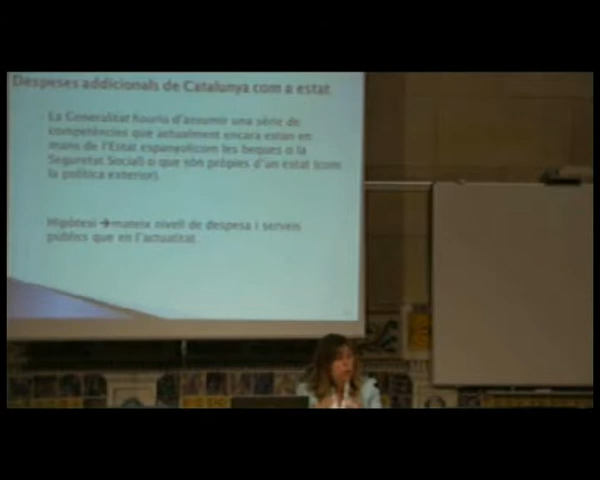 Despeses addicionals de Catalunya com a estat
La Generalitat hauria d'assumir una sèrie de
competències que actualment encara estan en
mans de l'Estat espanyol(com les beques o la
Seguretat Social) o que són pròpies d'un estat (com
la política exterior).
Hipòtesi →mateix nivell de despesa i serveis
públics que en l'actualitat.